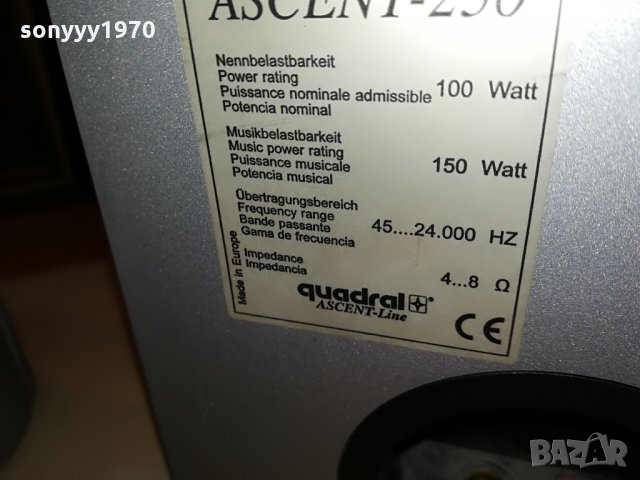 sonyyy1970
ASCENT-250
Nennbelastbarkeit
Power rating
Puissance nominale admissible 100 Watt
Potencia nominal
Musikbelastbarkeit
Music power rating
Puissance musicale 150 Watt
Potencia musical
Übertragungsbereich
Frequency range
Bande passante 45....24.000 HZ
Gama de frecuencia
Impedance
Impedancia 4...8 Ω
Made in Europe
quadral
ASCENT-Line
CE
BAZAR